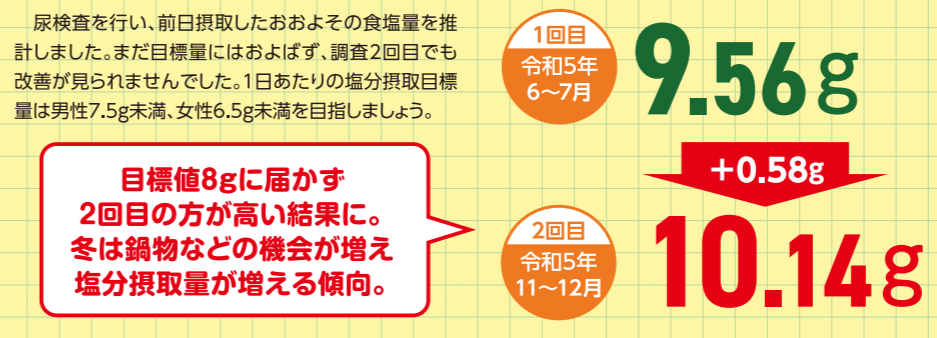 尿検査を行い、前日摂取したおおよその食塩量を推
計しました。まだ目標量にはおよばず、調査2回目でも
改善が見られませんでした。1日あたりの塩分摂取目標
量は男性7.5g未満、女性6.5g未満を目指しましょう。
1回目
令和5年
6〜7月
9.56g
+0.58g
目標値8gに届かず
2回目の方が高い結果に。
冬は鍋物などの機会が増え
塩分摂取量が増える傾向。
2回目
令和5年
11〜12月
10.14g